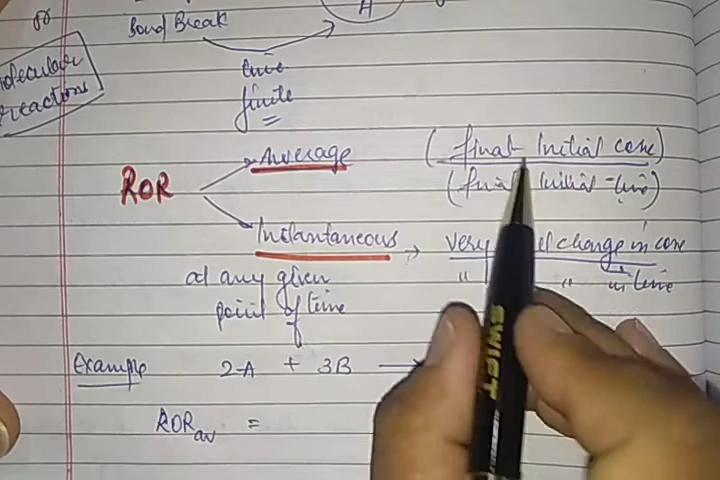 or
Bond Break
A
time
finite
Molecular
reactions
ROR
Average
(final - Initial conc)
(final Initial time)
Instantaneous → very change in conc
" " in time
at any given
point of time
Example 2A + 3B →
ROR av =
SWIFT